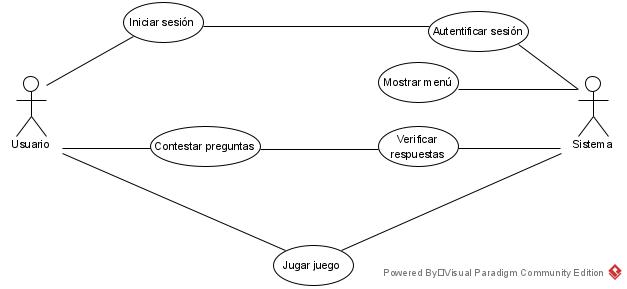 Iniciar sesión
Autentificar sesión
Mostrar menú
Usuario
Sistema
Contestar preguntas
Verificar
respuestas
Jugar juego
Powered By□Visual Paradigm Community Edition